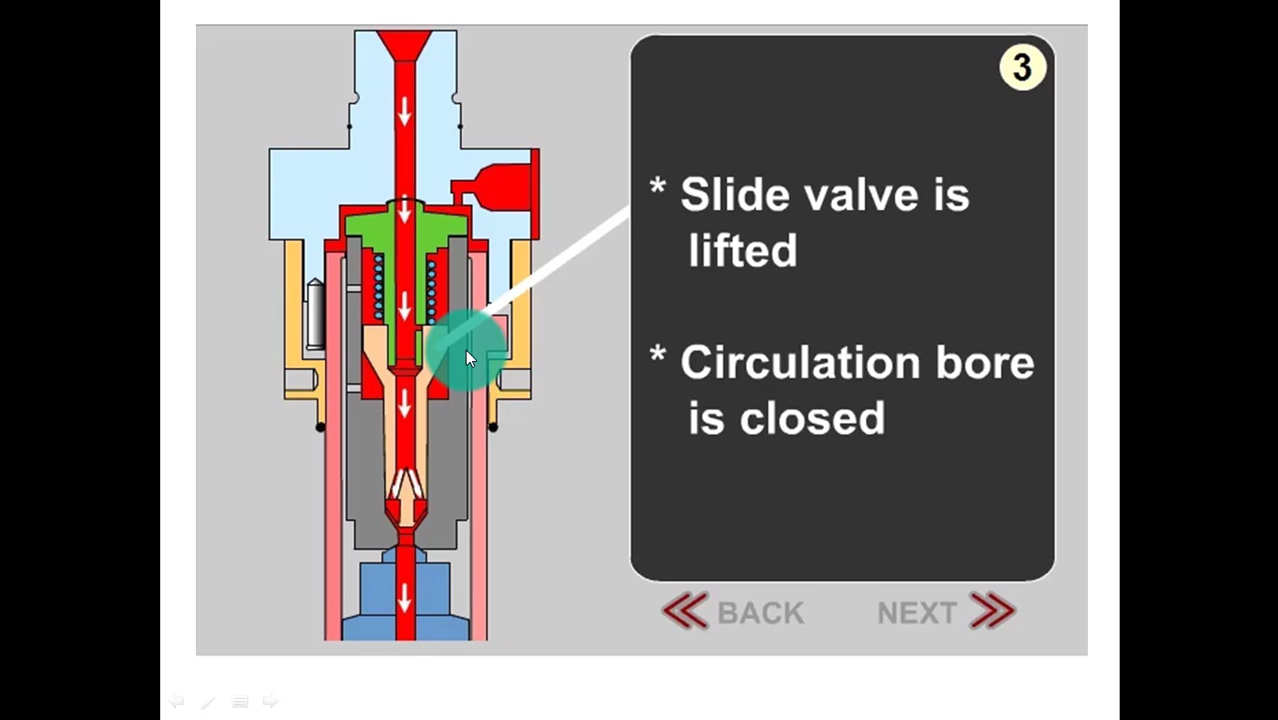 3
* Slide valve is
lifted
* Circulation bore
is closed
BACK NEXT